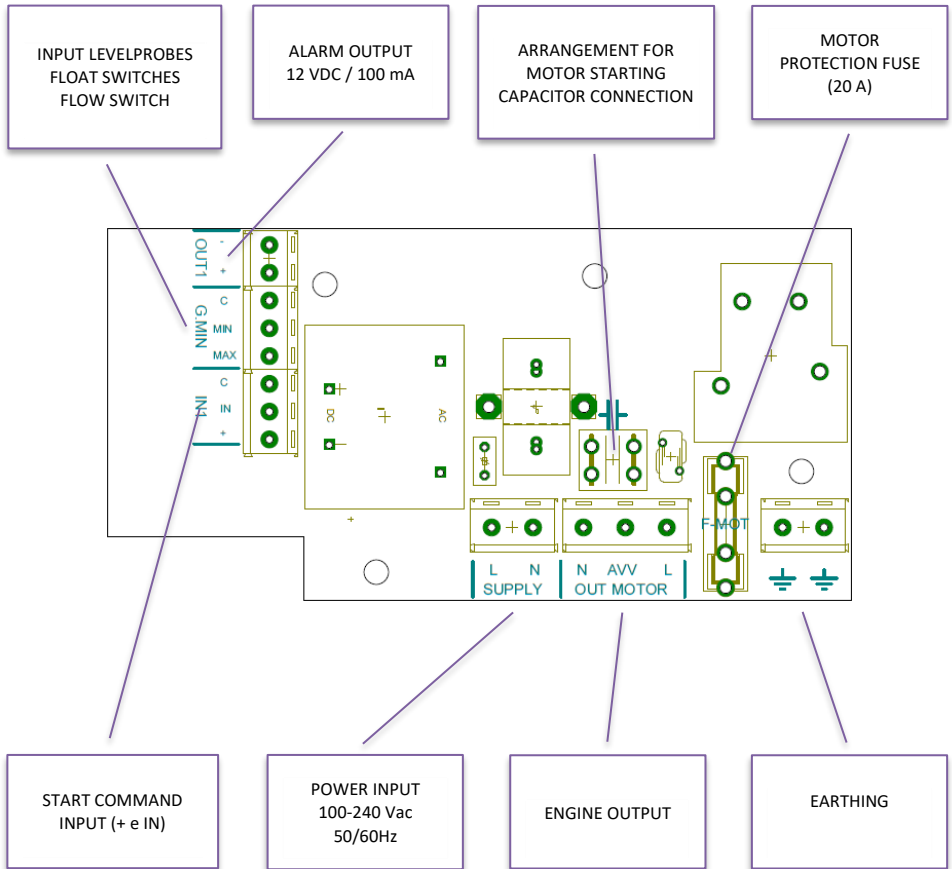 INPUT LEVELPROBES
FLOAT SWITCHES
FLOW SWITCH
ALARM OUTPUT
12 VDC / 100 mA
ARRANGEMENT FOR
MOTOR STARTING
CAPACITOR CONNECTION
MOTOR
PROTECTION FUSE
(20 A)
OUT1
-
+
G.MIN
C
MIN
MAX
IN1
C
IN
+
DC
AC
F-MOT
L N
SUPPLY
N AVV L
OUT MOTOR
START COMMAND
INPUT (+ e IN)
POWER INPUT
100-240 Vac
50/60Hz
ENGINE OUTPUT
EARTHING